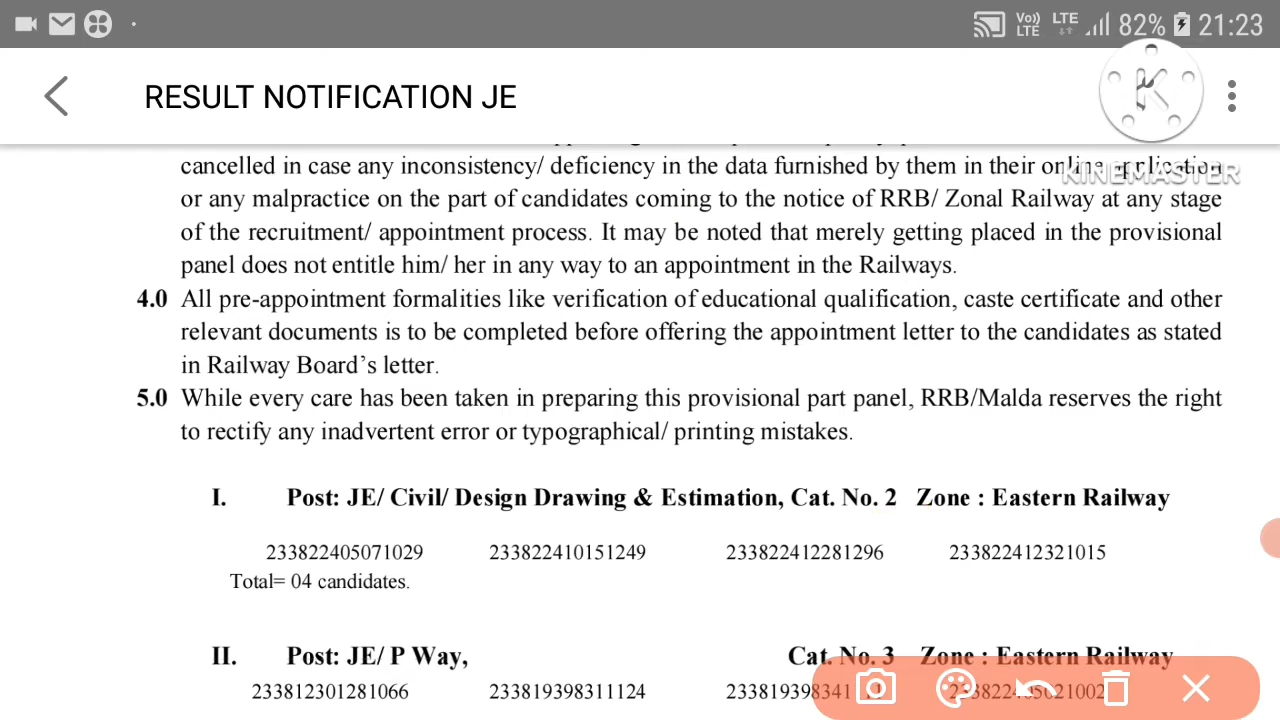 Vo)) LTE LTE 82% 21:23
RESULT NOTIFICATION JE
K
KINEMASTER
cancelled in case any inconsistency/ deficiency in the data furnished by them in their online application
or any malpractice on the part of candidates coming to the notice of RRB/ Zonal Railway at any stage
of the recruitment/ appointment process. It may be noted that merely getting placed in the provisional
panel does not entitle him/ her in any way to an appointment in the Railways.
4.0 All pre-appointment formalities like verification of educational qualification, caste certificate and other
relevant documents is to be completed before offering the appointment letter to the candidates as stated
in Railway Board's letter.
5.0 While every care has been taken in preparing this provisional part panel, RRB/Malda reserves the right
to rectify any inadvertent error or typographical/ printing mistakes.
I. Post: JE/ Civil/ Design Drawing & Estimation, Cat. No. 2 Zone : Eastern Railway
233822405071029 233822410151249 233822412281296 233822412321015
Total= 04 candidates.
II. Post: JE/ P Way, Cat. No. 3 Zone : Eastern Railway
233812301281066 233819398311124